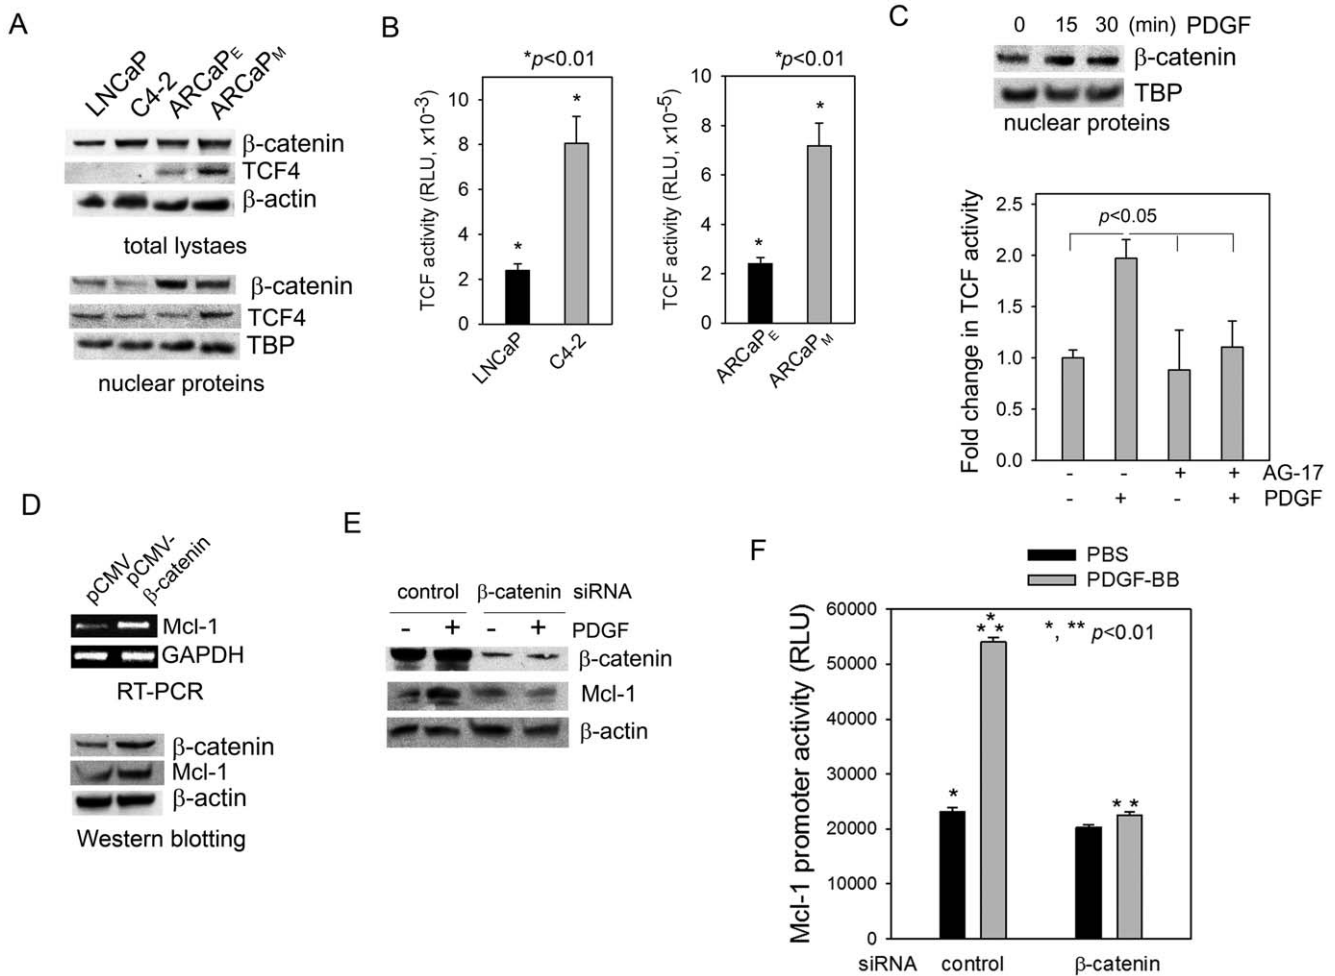 A
LNCaP
C4-2
ARCaPE
ARCaPM
β-catenin
TCF4
β-actin
total lystaes
β-catenin
TCF4
TBP
nuclear proteins
B
*p<0.01
TCF activity (RLU, x10-3)
10
8
6
4
2
0
*
*
LNCaP
C4-2
*p<0.01
TCF activity (RLU, x10-5)
10
8
6
4
2
0
*
*
ARCaPE
ARCaPM
C
0 15 30 (min) PDGF
β-catenin
TBP
nuclear proteins
Fold change in TCF activity
2.5
2.0
1.5
1.0
0.5
0.0
p<0.05
- - + + AG-17
- + - + PDGF
D
pCMV
pCMV-
β-catenin
Mcl-1
GAPDH
RT-PCR
β-catenin
Mcl-1
β-actin
Western blotting
E
control β-catenin siRNA
- + - + PDGF
β-catenin
Mcl-1
β-actin
F
PBS
PDGF-BB
Mcl-1 promoter activity (RLU)
60000
50000
40000
30000
20000
10000
0
*, ** p<0.01
*
*
* *
* *
siRNA control β-catenin